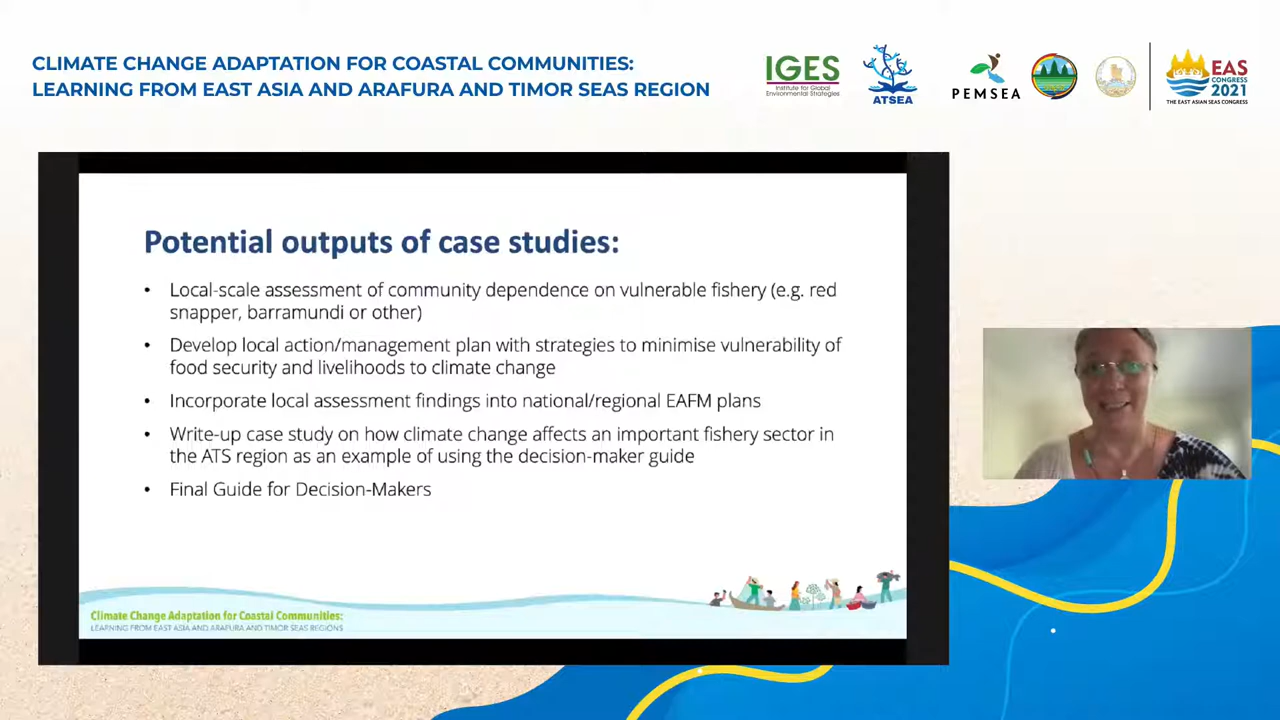 CLIMATE CHANGE ADAPTATION FOR COASTAL COMMUNITIES:
LEARNING FROM EAST ASIA AND ARAFURA AND TIMOR SEAS REGION
IGES
Institute for Global
Environmental Strategies
ATSEA
PEMSEA
EAS
CONGRESS
2021
THE EAST ASIAN SEAS CONGRESS
Potential outputs of case studies:
• Local-scale assessment of community dependence on vulnerable fishery (e.g. red
snapper, barramundi or other)
• Develop local action/management plan with strategies to minimise vulnerability of
food security and livelihoods to climate change
• Incorporate local assessment findings into national/regional EAFM plans
• Write-up case study on how climate change affects an important fishery sector in
the ATS region as an example of using the decision-maker guide
• Final Guide for Decision-Makers
Climate Change Adaptation for Coastal Communities:
LEARNING FROM EAST ASIA AND ARAFURA AND TIMOR SEAS REGIONS